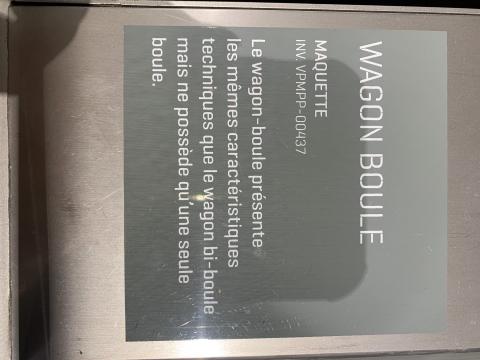 WAGON BOULE
MAQUETTE
INV. VPMPP-00437
Le wagon-boule présente
les mêmes caractéristiques
techniques que le wagon bi-boule
mais ne possède qu'une seule
boule.